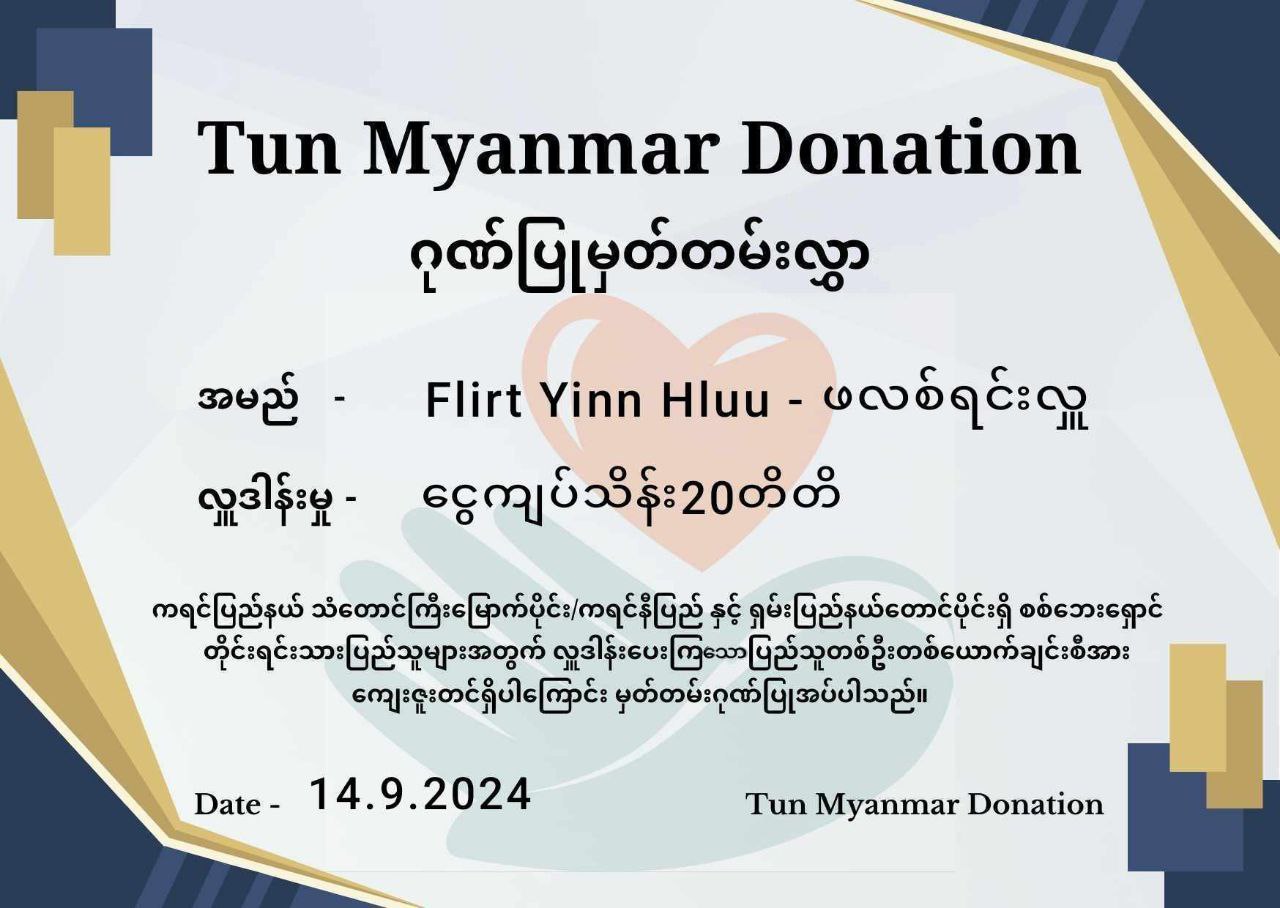 Tun Myanmar Donation
ဂုဏ်ပြုမှတ်တမ်းလွှာ
အမည် - Flirt Yinn Hluu - ဖလစ်ရင်းလှူ
လှူဒါန်းမှု - ငွေကျပ်သိန်း20တိတိ
ကရင်ပြည်နယ် သံတောင်ကြီးမြောက်ပိုင်း/ကရင်နီပြည် နှင့် ရှမ်းပြည်နယ်တောင်ပိုင်းရှိ စစ်ဘေးရှောင်
တိုင်းရင်းသားပြည်သူများအတွက် လှူဒါန်းပေးကြသောပြည်သူတစ်ဦးတစ်ယောက်ချင်းစီအား
ကျေးဇူးတင်ရှိပါကြောင်း မှတ်တမ်းဂုဏ်ပြုအပ်ပါသည်။
Date - 14.9.2024 Tun Myanmar Donation